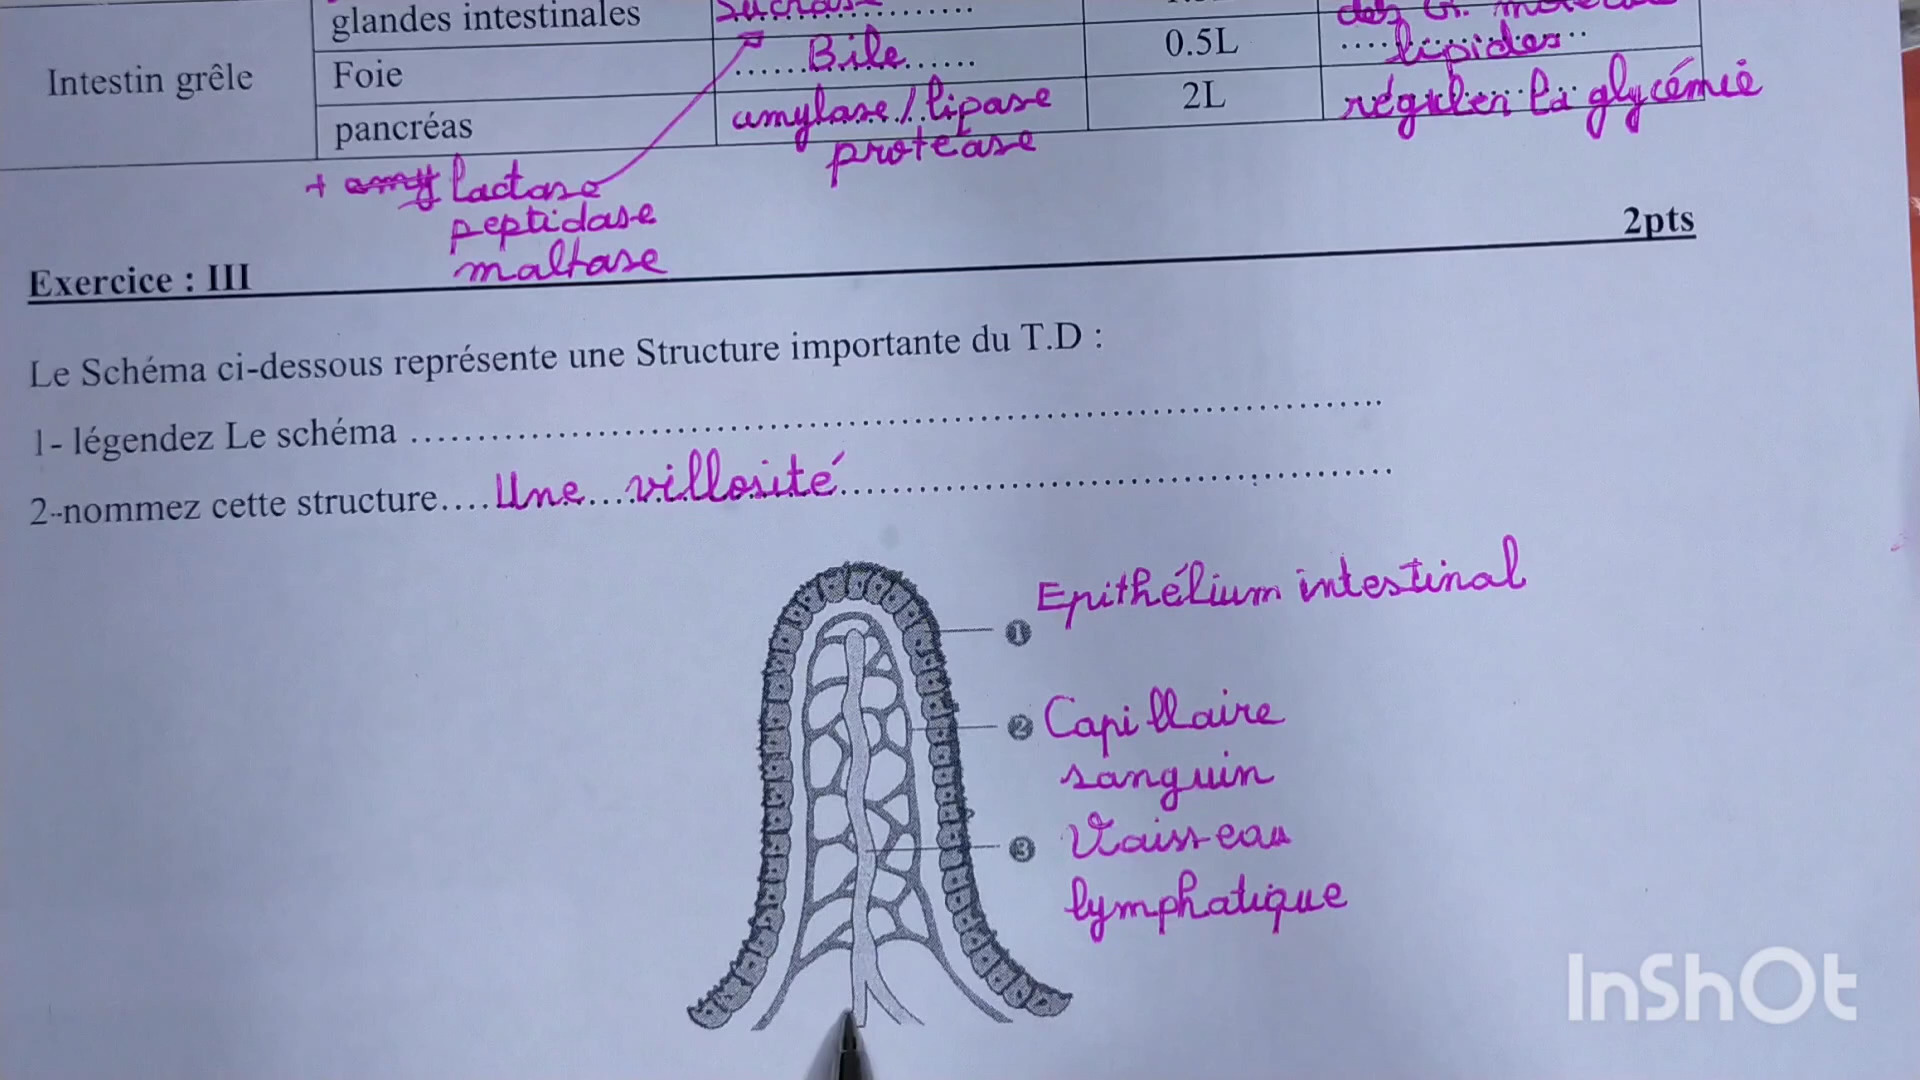 glandes intestinales
Intestin grêle
Foie
Bile
0.5L
lipides
pancréas
amylase / lipase
protéase
2L
réguler la glycémie
+ lactase
peptidase
maltase
2pts
Exercice : III
Le Schéma ci-dessous représente une Structure importante du T.D :
1- légendez Le schéma ..........
2-nommez cette structure.... Une villosité ..........
1 Epithélium intestinal
2 Capillaire
sanguin
3 Vaisseau
lymphatique
InShOt